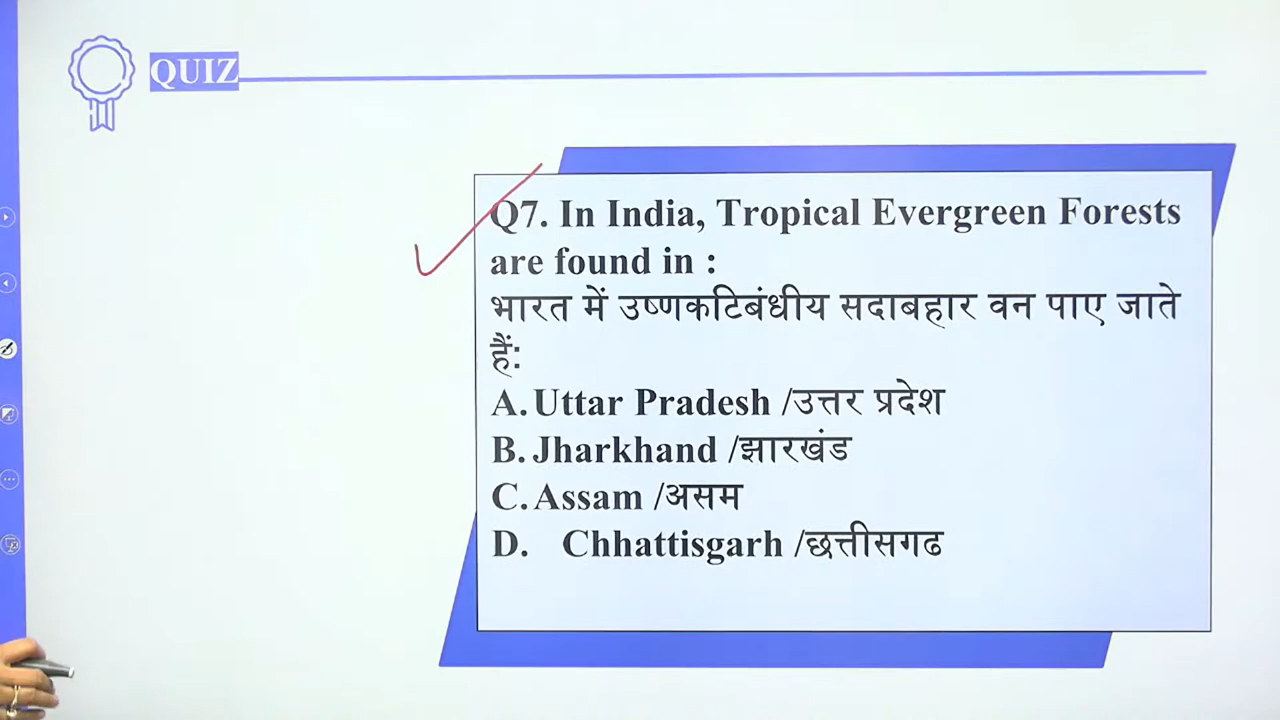 QUIZ
Q7. In India, Tropical Evergreen Forests
are found in :
भारत में उष्णकटिबंधीय सदाबहार वन पाए जाते
हैं:
A. Uttar Pradesh /उत्तर प्रदेश
B. Jharkhand /झारखंड
C. Assam /असम
D. Chhattisgarh /छत्तीसगढ